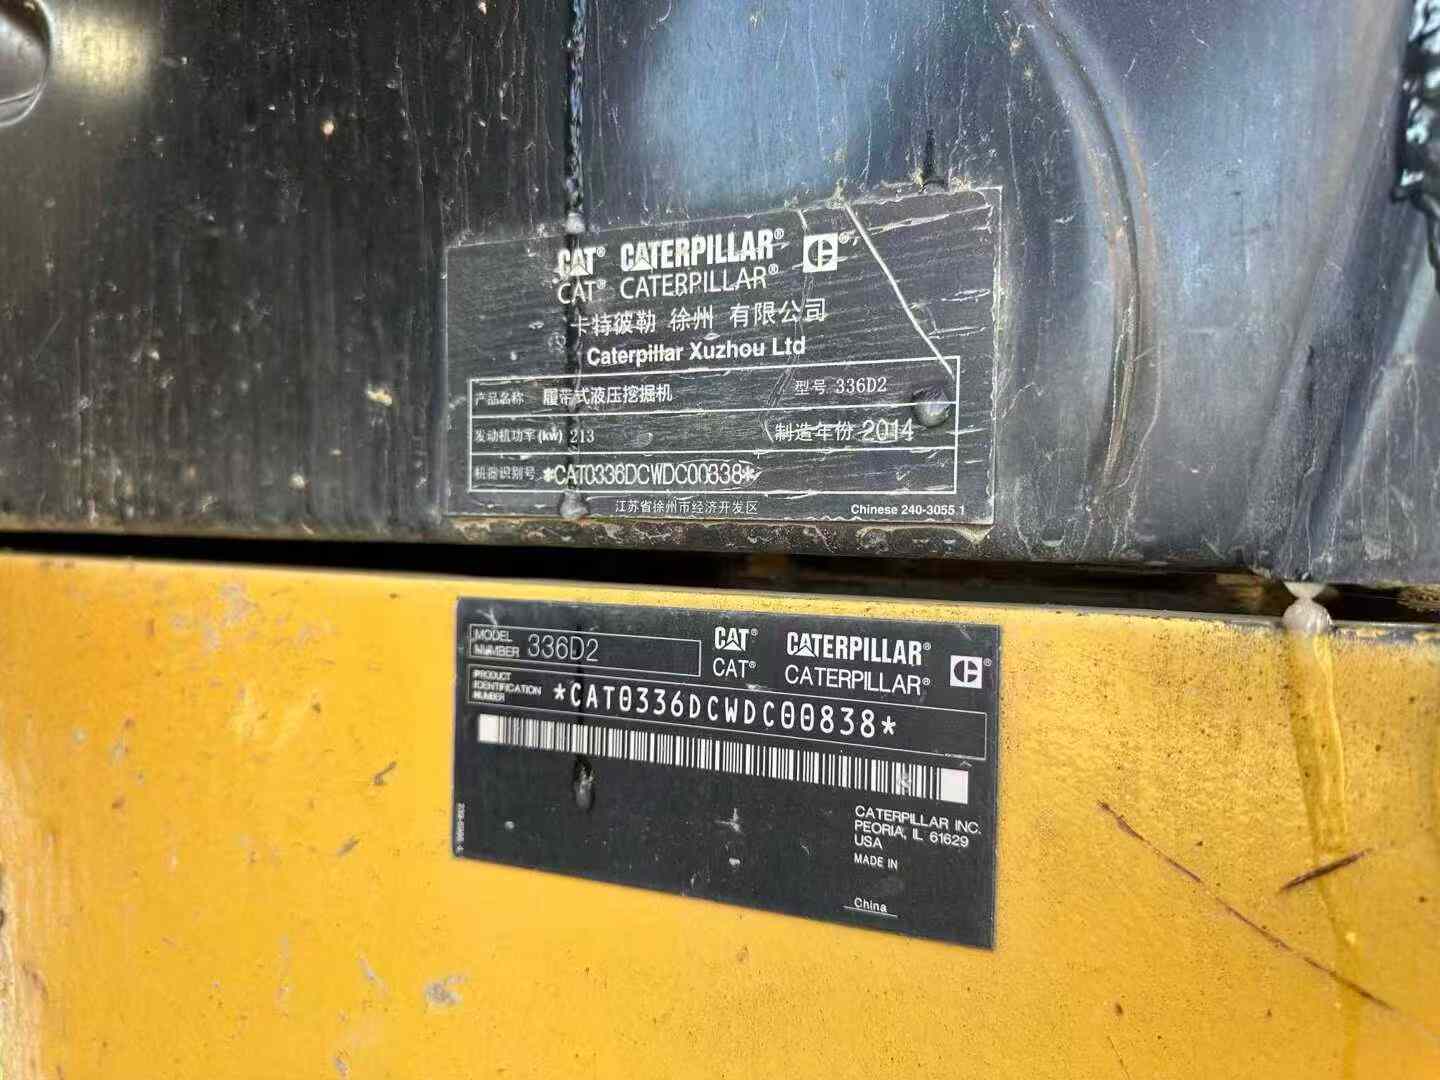 CAT® CATERPILLAR®
CAT® CATERPILLAR®
卡特彼勒 徐州 有限公司
Caterpillar Xuzhou Ltd
产品名称 履带式液压挖掘机 型号 336D2
发动机功率(kw) 213 制造年份 2014
机器识别号 *CAT0336DCWDC00838*
江苏省徐州市经济开发区 Chinese 240-3055 1
MODEL NUMBER 336D2
CAT® CATERPILLAR®
CAT® CATERPILLAR®
PRODUCT IDENTIFICATION NUMBER *CAT0336DCWDC00838*
CATERPILLAR INC.
PEORIA, IL 61629
USA
MADE IN
China